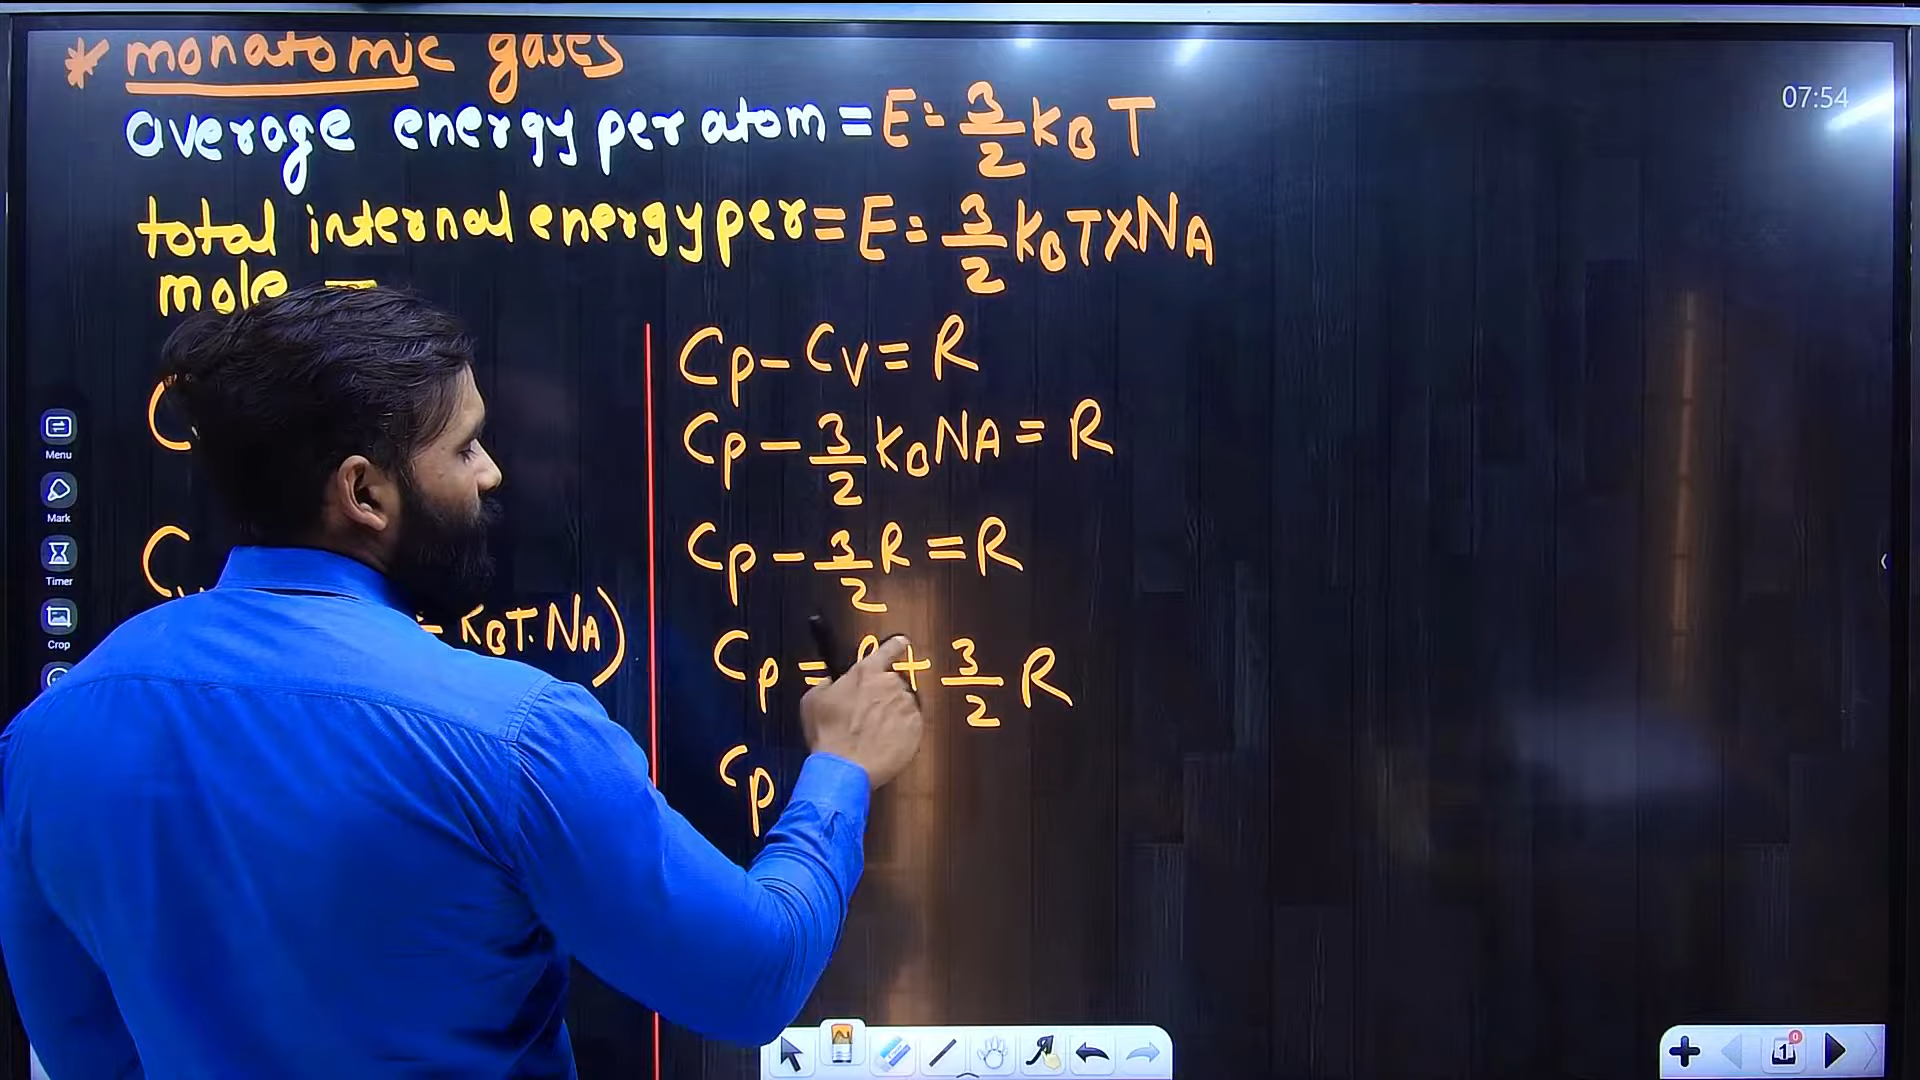 * monatomic gases
07:54
average energy per atom = E = 3/2 KB T
total internal energy per = E = 3/2 KB T X NA
mole =
Cp - Cv = R
Cp - 3/2 KB NA = R
Cp - 3/2 R = R
KBT. NA)
Cp = + 3/2 R
Cp
Menu
Mark
Timer
Crop
1
0